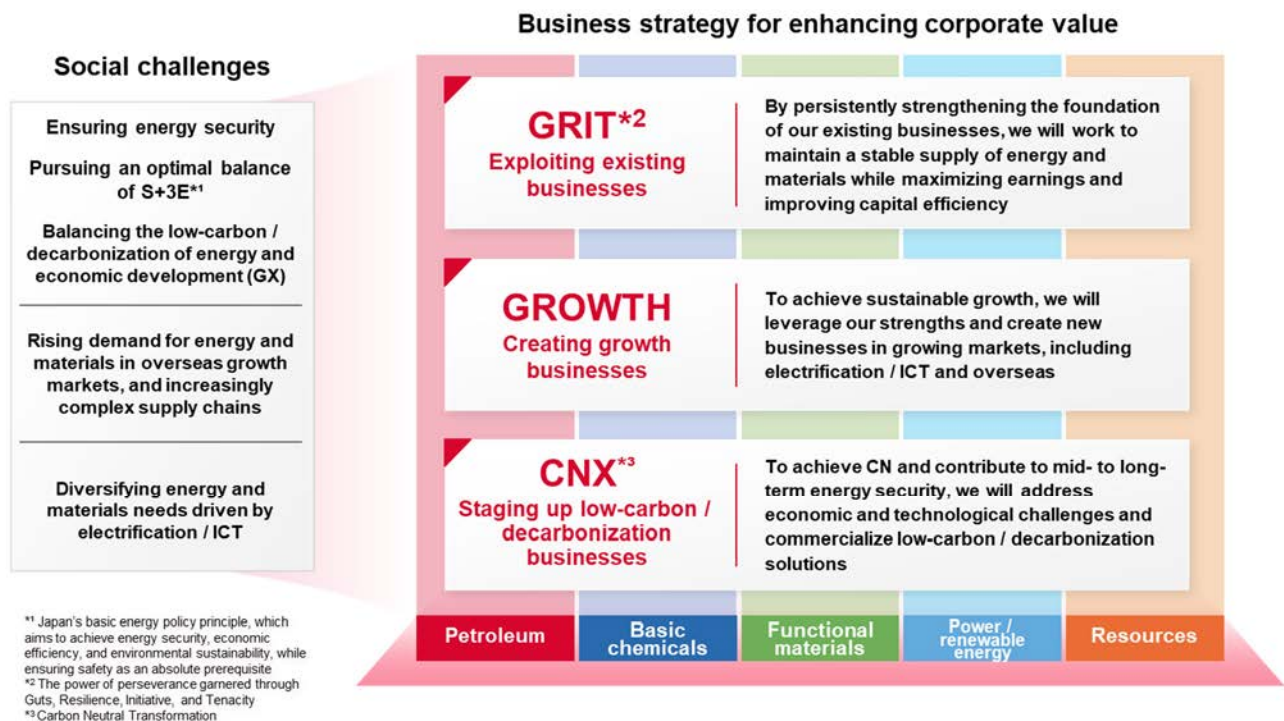 Business strategy for enhancing corporate value
Social challenges
Ensuring energy security
Pursuing an optimal balance
of S+3E*1
Balancing the low-carbon /
decarbonization of energy and
economic development (GX)
Rising demand for energy and
materials in overseas growth
markets, and increasingly
complex supply chains
Diversifying energy and
materials needs driven by
electrification / ICT
*1 Japan's basic energy policy principle, which
aims to achieve energy security, economic
efficiency, and environmental sustainability, while
ensuring safety as an absolute prerequisite
*2 The power of perseverance garnered through
Guts, Resilience, Initiative, and Tenacity
*3 Carbon Neutral Transformation
GRIT*2
Exploiting existing
businesses
By persistently strengthening the foundation
of our existing businesses, we will work to
maintain a stable supply of energy and
materials while maximizing earnings and
improving capital efficiency
GROWTH
Creating growth
businesses
To achieve sustainable growth, we will
leverage our strengths and create new
businesses in growing markets, including
electrification / ICT and overseas
CNX*3
Staging up low-carbon /
decarbonization
businesses
To achieve CN and contribute to mid- to long-
term energy security, we will address
economic and technological challenges and
commercialize low-carbon / decarbonization
solutions
Petroleum
Basic
chemicals
Functional
materials
Power /
renewable
energy
Resources